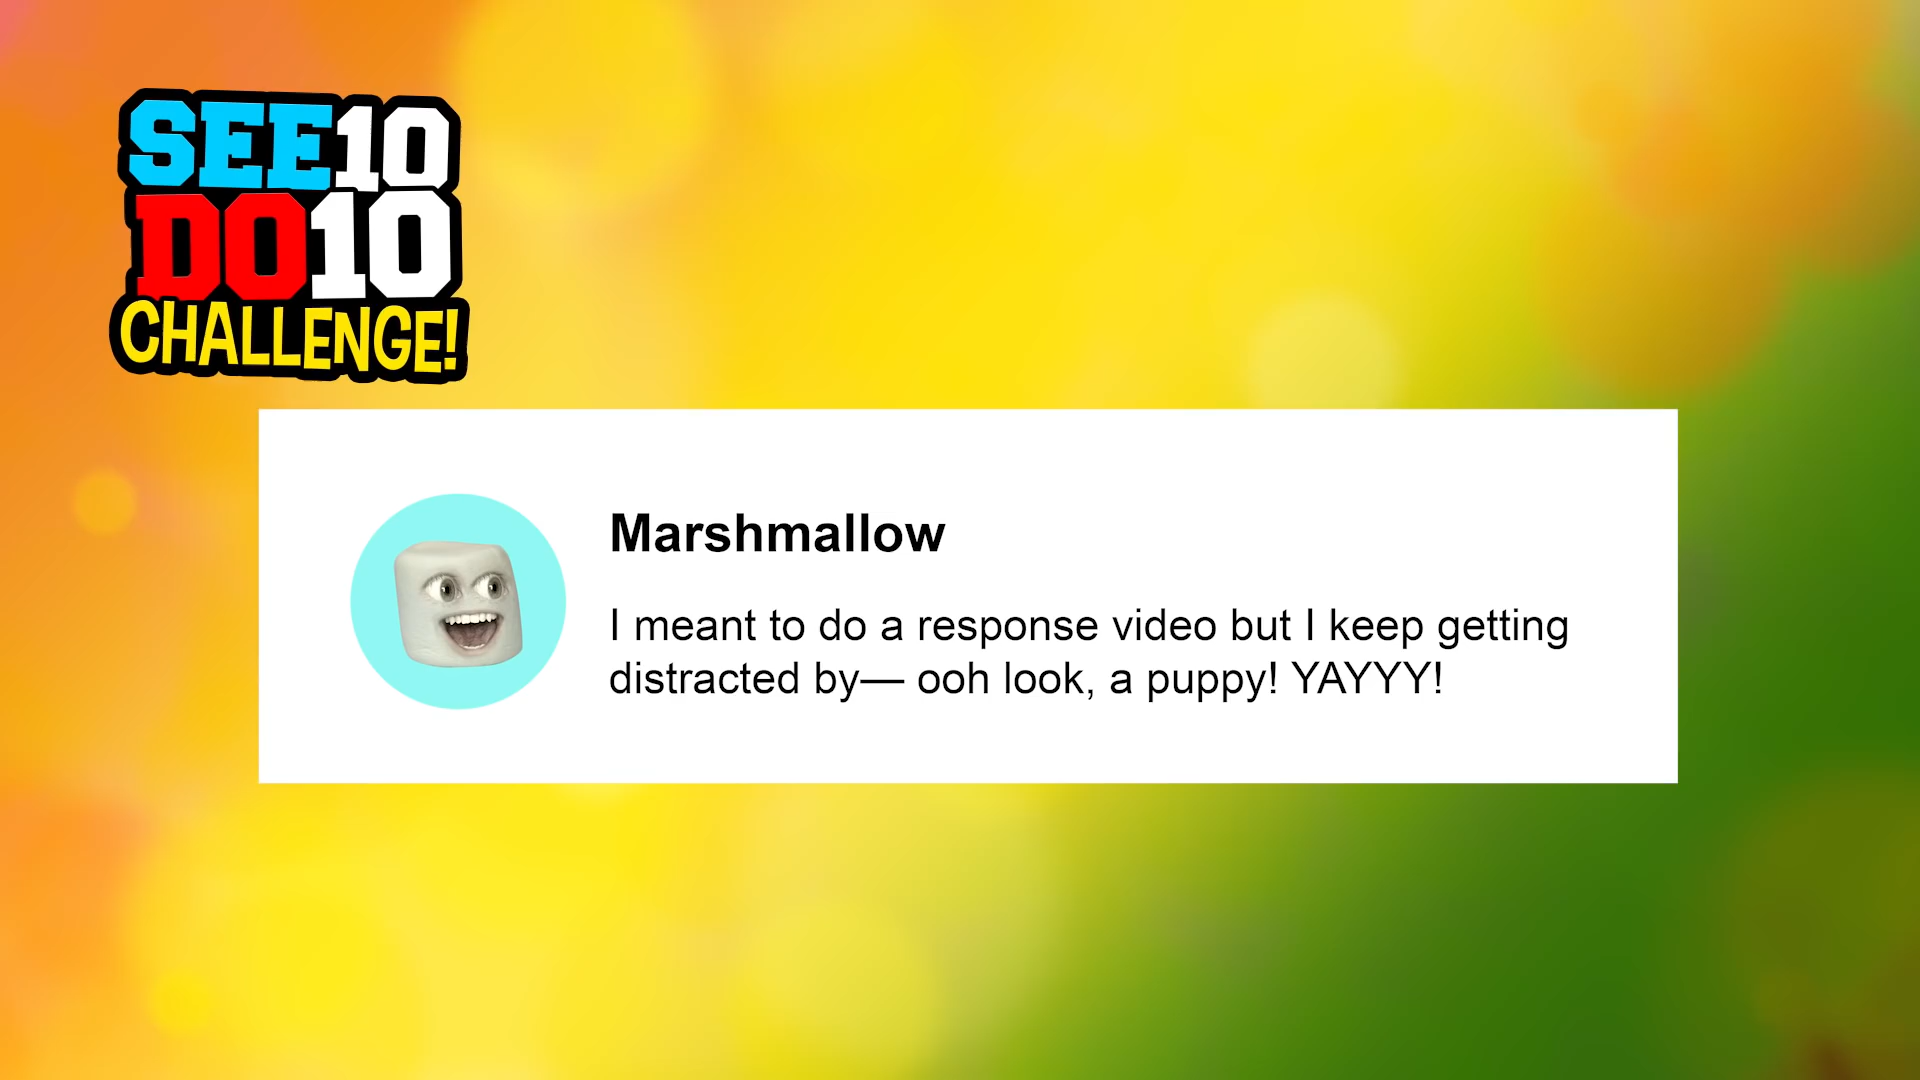 SEE10
DO10
CHALLENGE!
Marshmallow
I meant to do a response video but I keep getting
distracted by— ooh look, a puppy! YAYYY!